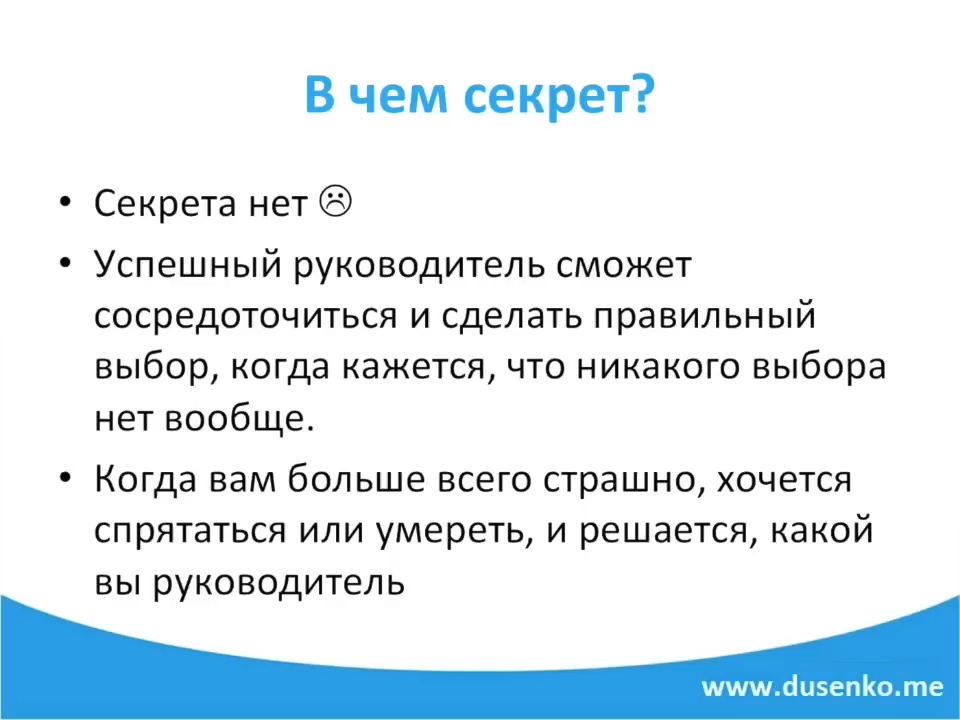 В чем секрет?
• Секрета нет ☹
• Успешный руководитель сможет
сосредоточиться и сделать правильный
выбор, когда кажется, что никакого выбора
нет вообще.
• Когда вам больше всего страшно, хочется
спрятаться или умереть, и решается, какой
вы руководитель
www.dusenko.me